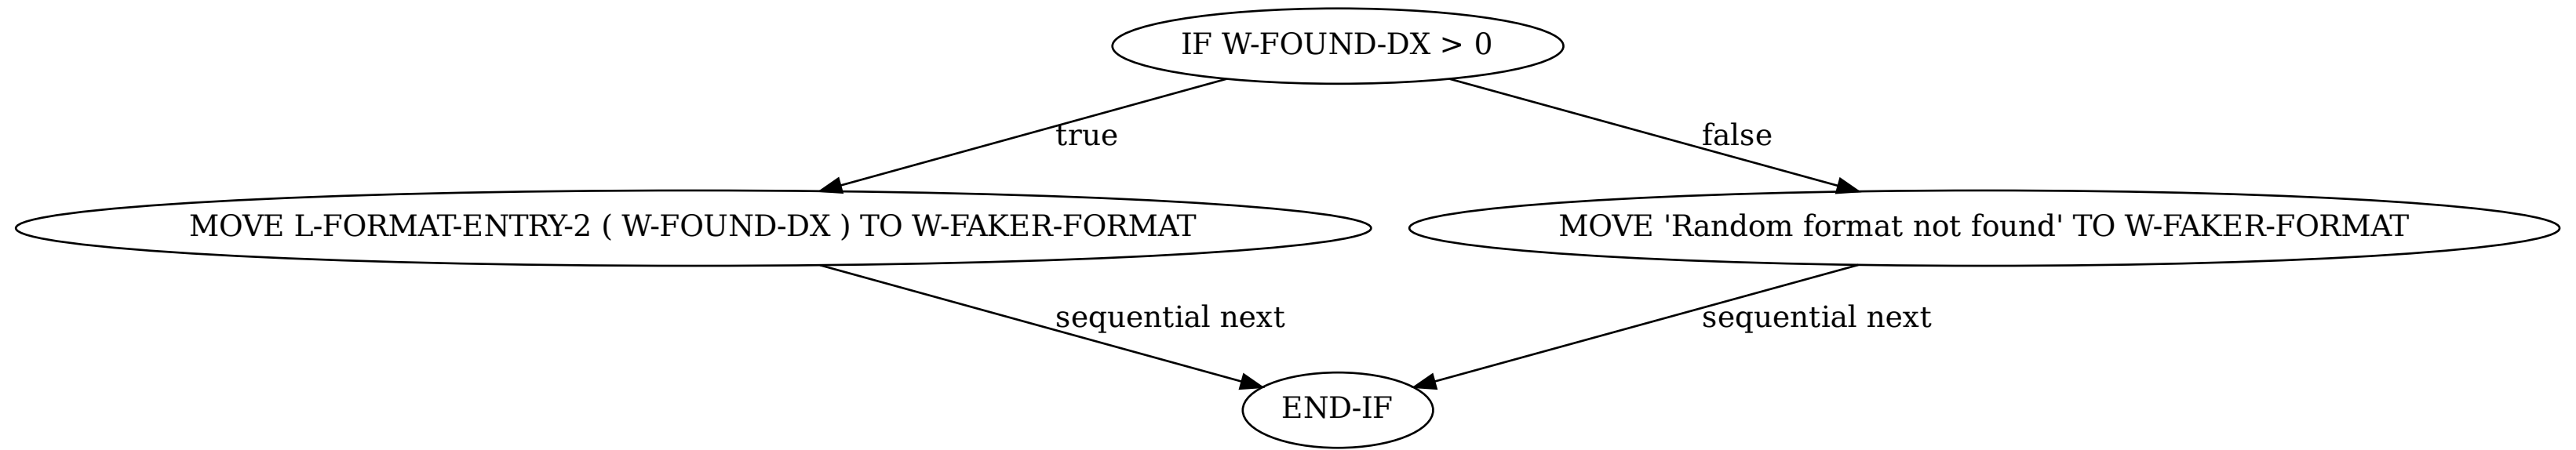 IF W-FOUND-DX > 0
true
false
MOVE L-FORMAT-ENTRY-2 ( W-FOUND-DX ) TO W-FAKER-FORMAT
MOVE 'Random format not found' TO W-FAKER-FORMAT
sequential next
sequential next
END-IF